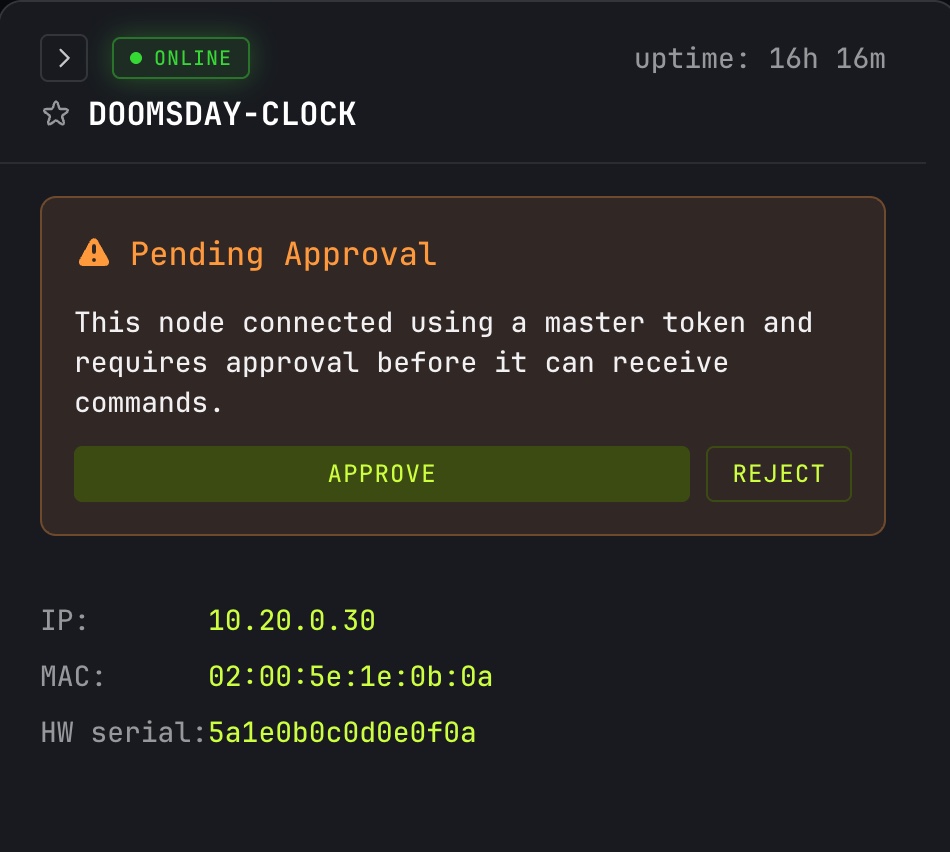 ONLINE
uptime: 16h 16m
DOOMSDAY-CLOCK
Pending Approval
This node connected using a master token and
requires approval before it can receive
commands.
APPROVE
REJECT
IP: 10.20.0.30
MAC: 02:00:5e:1e:0b:0a
HW serial:5a1e0b0c0d0e0f0a